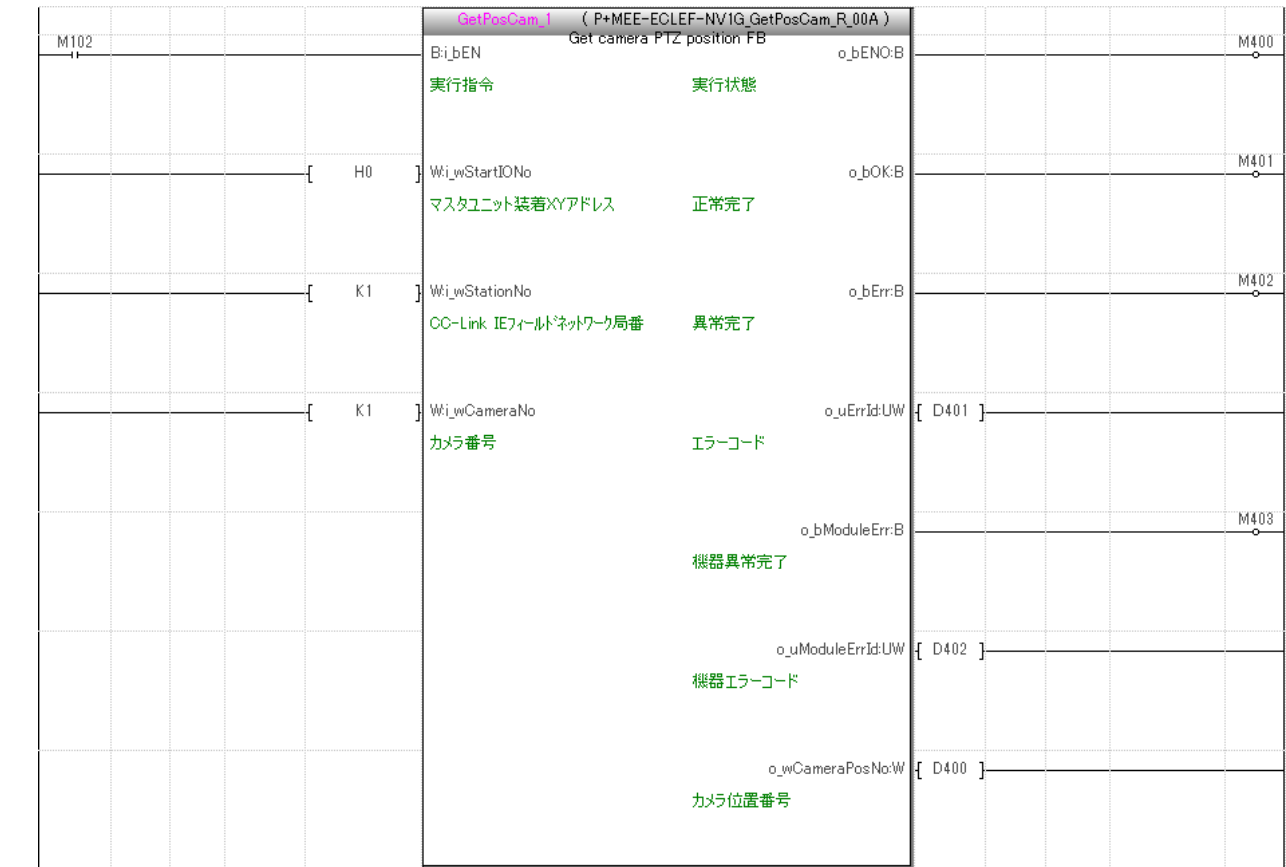 GetPosCam_1 ( P+MEE-ECLEF-NV1G_GetPosCam_R_00A )
Get camera PTZ position FB
M102 B:i_bEN o_bENO:B M400
実行指令 実行状態
[ H0 ] W:i_wStartIONo o_bOK:B M401
マスタユニット装着XYアドレス 正常完了
[ K1 ] W:i_wStationNo o_bErr:B M402
CC-Link IEフィールドネットワーク局番 異常完了
[ K1 ] W:i_wCameraNo o_uErrId:UW [ D401 ]
カメラ番号 エラーコード
o_bModuleErr:B M403
機器異常完了
o_uModuleErrId:UW [ D402 ]
機器エラーコード
o_wCameraPosNo:W [ D400 ]
カメラ位置番号